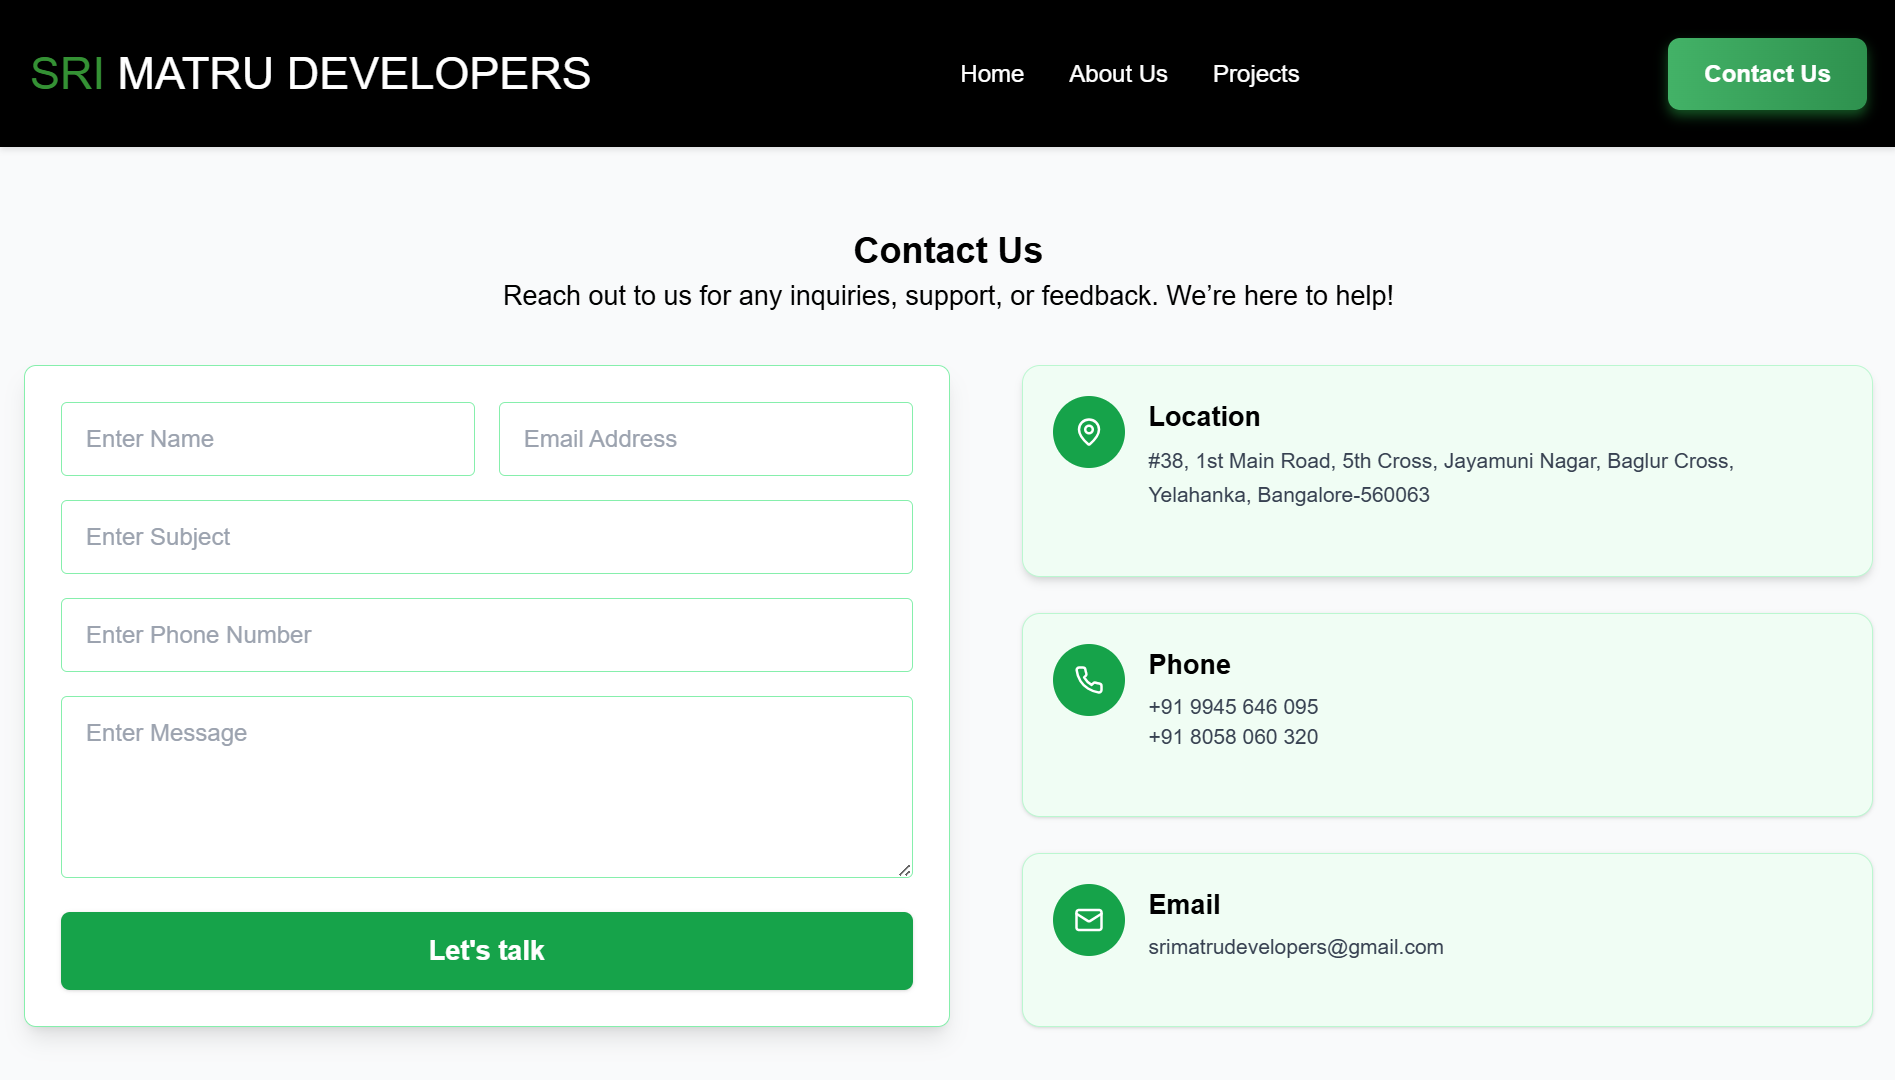 SRI MATRU DEVELOPERS
Home
About Us
Projects
Contact Us
Contact Us
Reach out to us for any inquiries, support, or feedback. We’re here to help!
Enter Name
Email Address
Enter Subject
Enter Phone Number
Enter Message
Let's talk
Location
#38, 1st Main Road, 5th Cross, Jayamuni Nagar, Baglur Cross,
Yelahanka, Bangalore-560063
Phone
+91 9945 646 095
+91 8058 060 320
Email
srimatrudevelopers@gmail.com